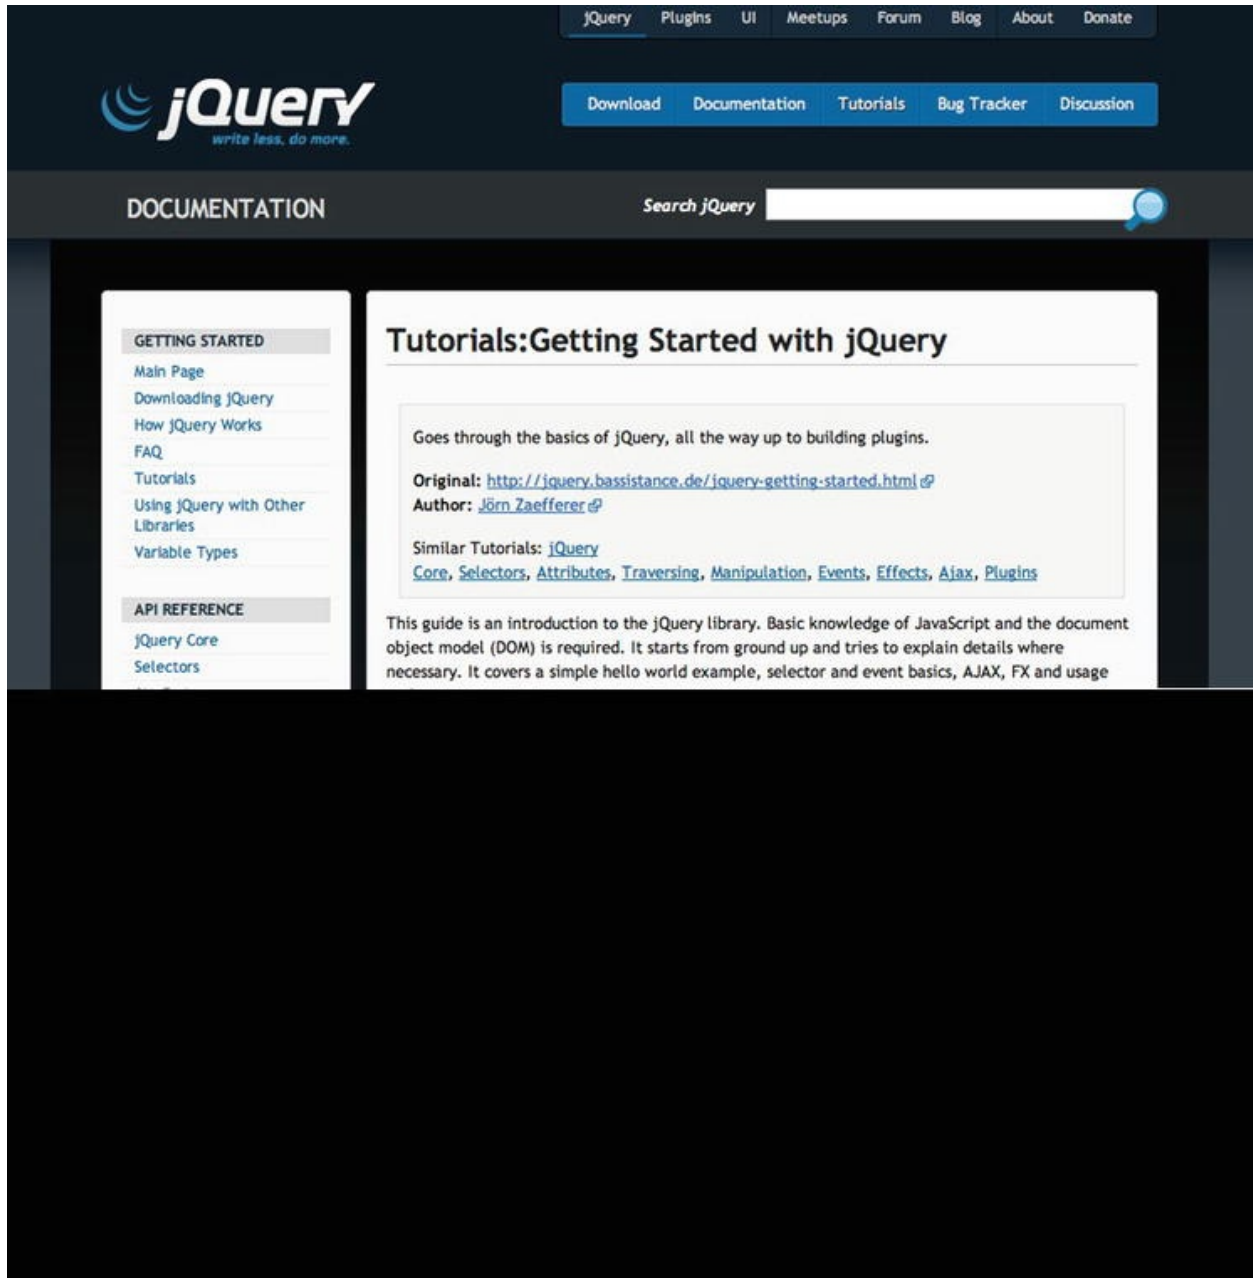 jQuery Plugins UI Meetups Forum Blog About Donate
jQuery
write less, do more.
Download Documentation Tutorials Bug Tracker Discussion
DOCUMENTATION
Search jQuery
GETTING STARTED
Main Page
Downloading jQuery
How jQuery Works
FAQ
Tutorials
Using jQuery with Other
Libraries
Variable Types
API REFERENCE
jQuery Core
Selectors
Tutorials:Getting Started with jQuery
Goes through the basics of jQuery, all the way up to building plugins.
Original: http://jquery.bassistance.de/jquery-getting-started.html
Author: Jörn Zaefferer
Similar Tutorials: jQuery
Core, Selectors, Attributes, Traversing, Manipulation, Events, Effects, Ajax, Plugins
This guide is an introduction to the jQuery library. Basic knowledge of JavaScript and the document
object model (DOM) is required. It starts from ground up and tries to explain details where
necessary. It covers a simple hello world example, selector and event basics, AJAX, FX and usage